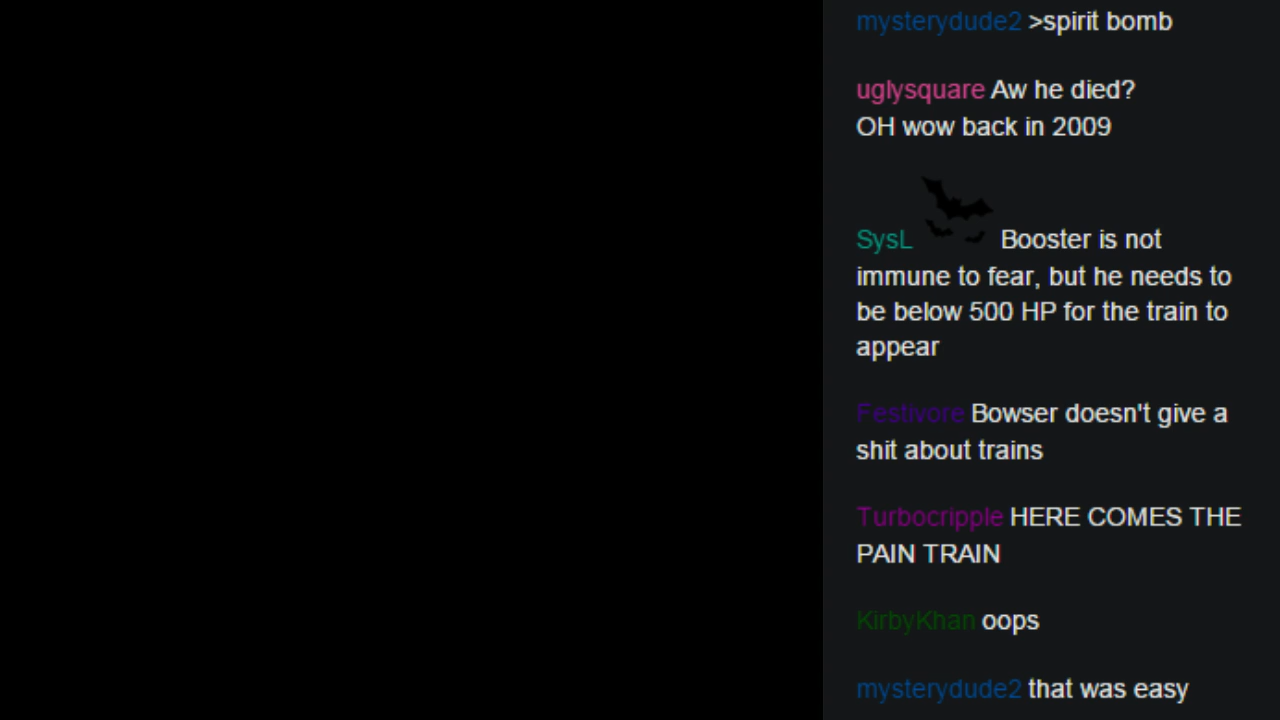 mysterydude2 >spirit bomb
uglysquare Aw he died?
OH wow back in 2009
SysL Booster is not
immune to fear, but he needs to
be below 500 HP for the train to
appear
Festivore Bowser doesn't give a
shit about trains
Turbocripple HERE COMES THE
PAIN TRAIN
KirbyKhan oops
mysterydude2 that was easy